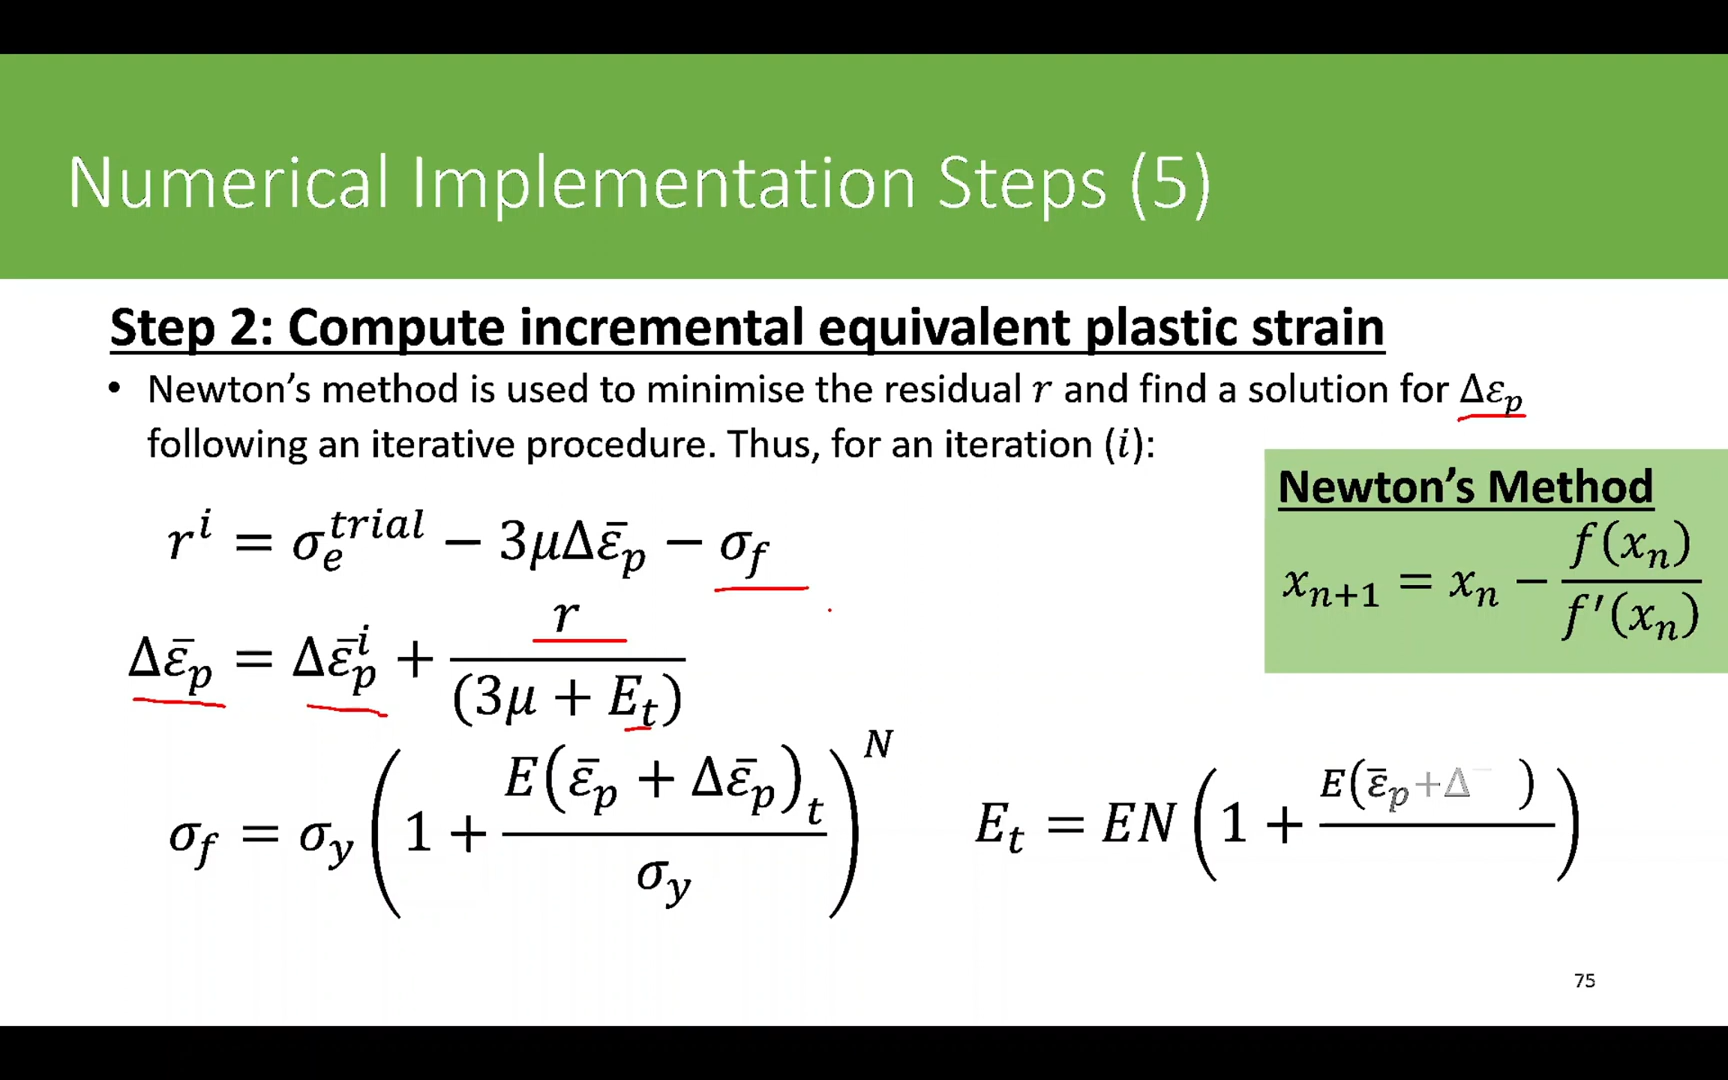 Numerical Implementation Steps (5)
Step 2: Compute incremental equivalent plastic strain
• Newton’s method is used to minimise the residual r and find a solution for Δε_p
following an iterative procedure. Thus, for an iteration (i):
r^i = σ_e^trial − 3μΔε̄_p − σ_f
Δε̄_p = Δε̄_p^i + r / (3μ + E_t)
σ_f = σ_y (1 + E(ε̄_p + Δε̄_p)_t / σ_y)^N
E_t = EN (1 + E(ε̄_p + Δ ) / )
Newton’s Method
x_{n+1} = x_n − f(x_n) / f′(x_n)
75